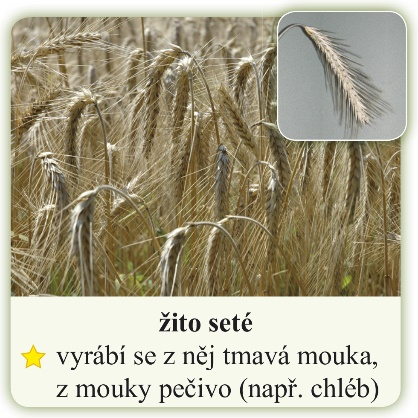 žito seté
vyrábí se z něj tmavá mouka,
z mouky pečivo (např. chléb)